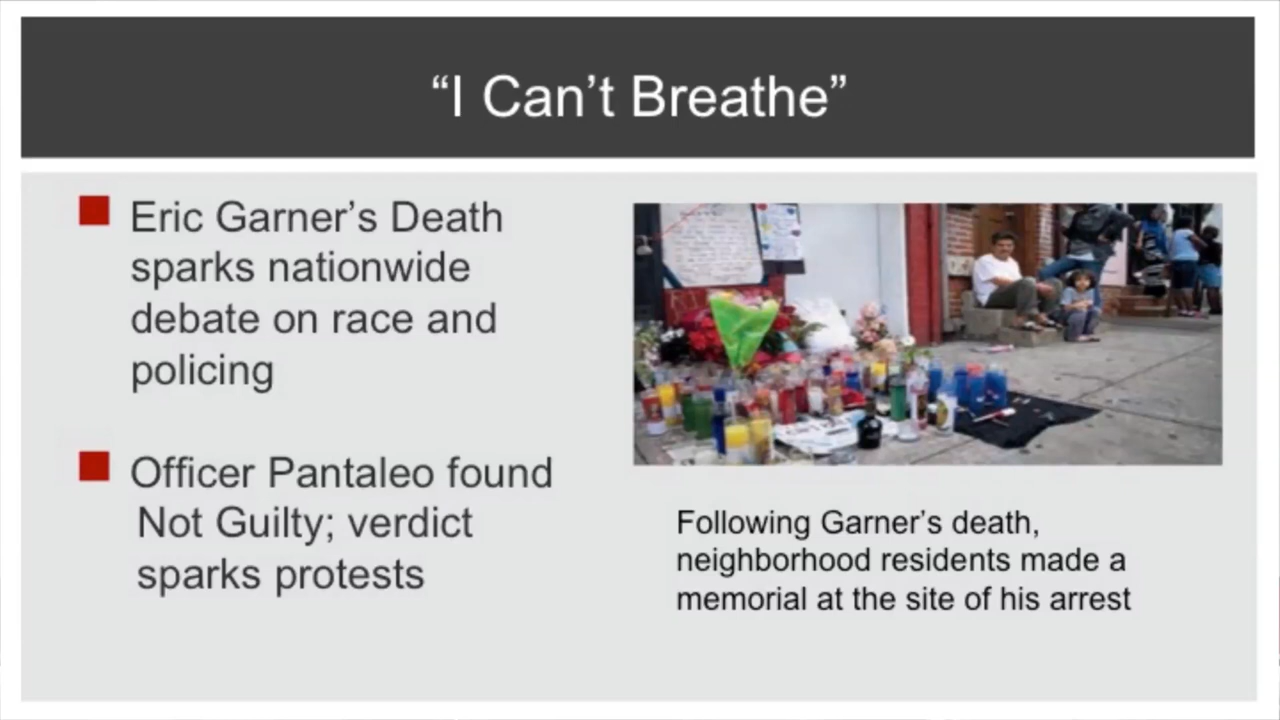 “I Can’t Breathe”
Eric Garner’s Death
sparks nationwide
debate on race and
policing
Officer Pantaleo found
Not Guilty; verdict
sparks protests
Following Garner’s death,
neighborhood residents made a
memorial at the site of his arrest